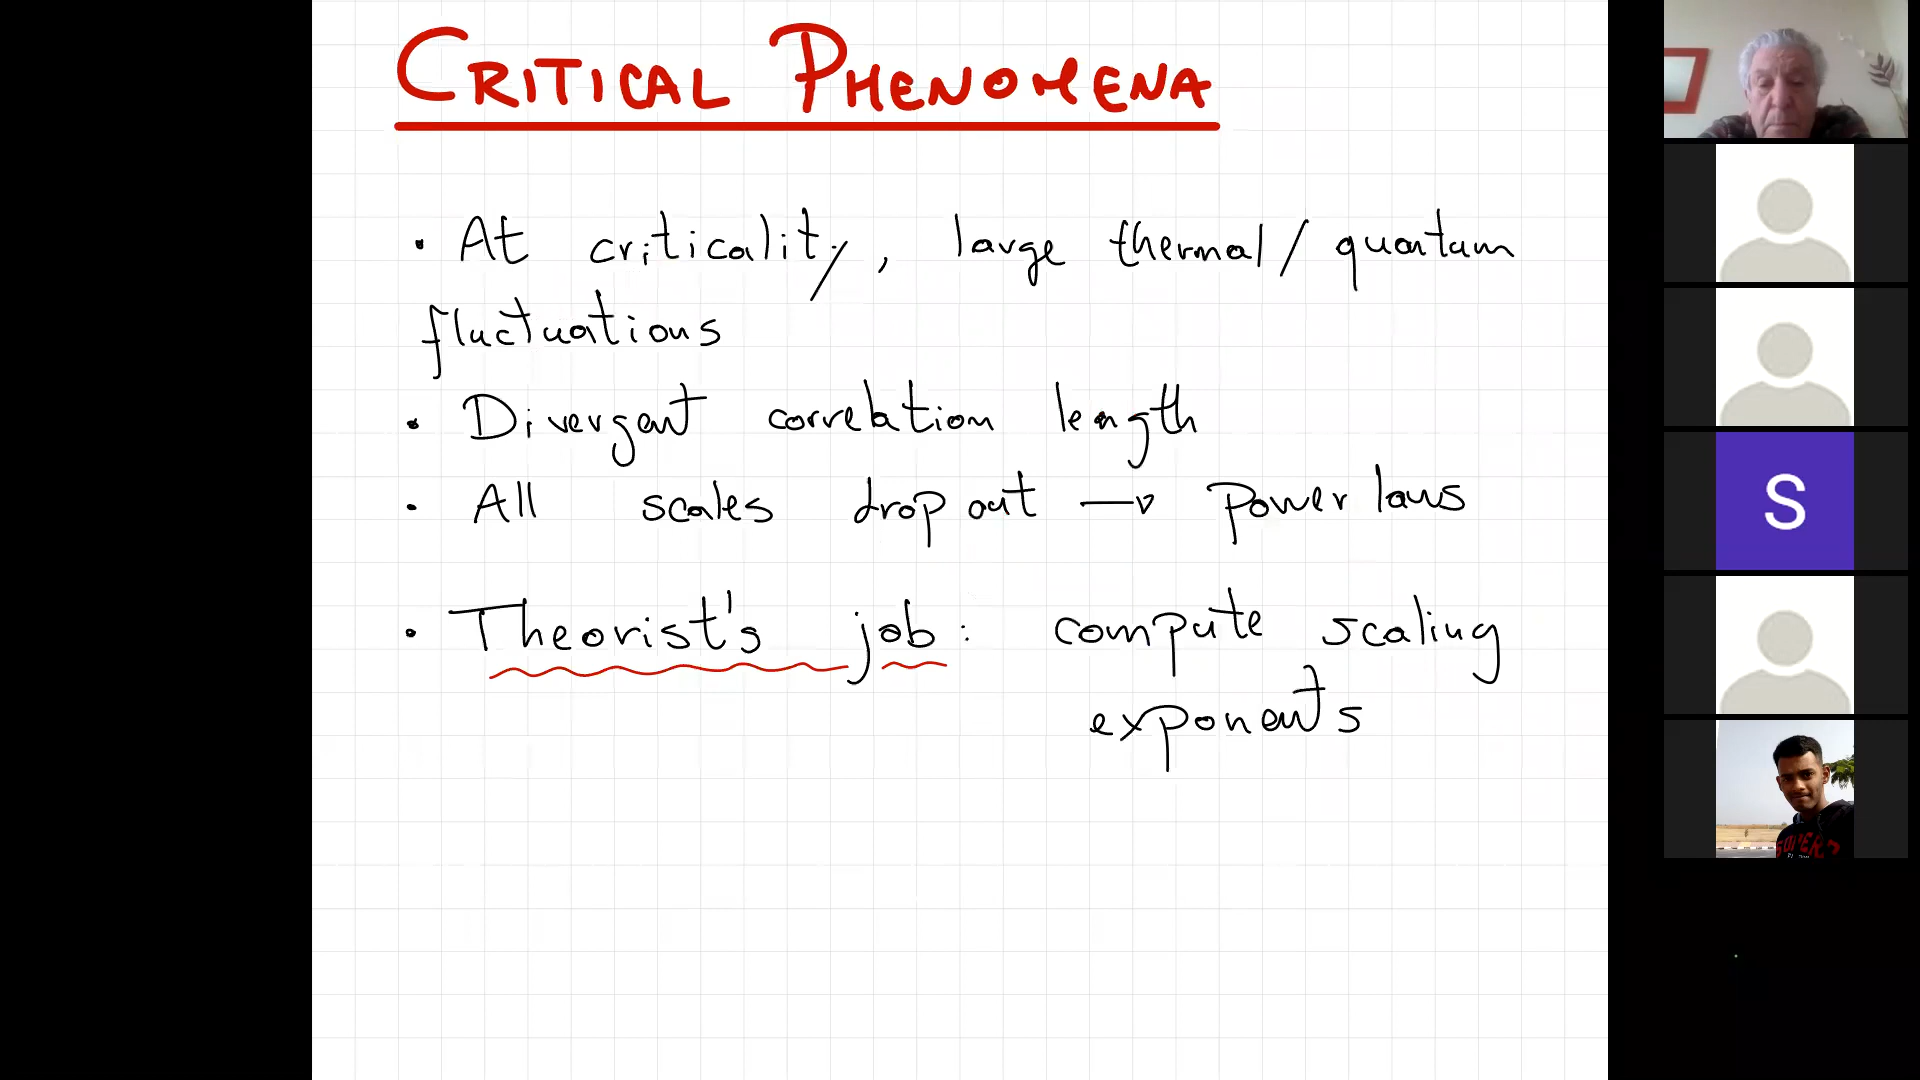 CRITICAL PHENOMENA
• At criticality, large thermal/quantum
fluctuations
• Divergent correlation length
• All scales drop out → Power laws
• Theorist's job: compute scaling
exponents
S
SUPER